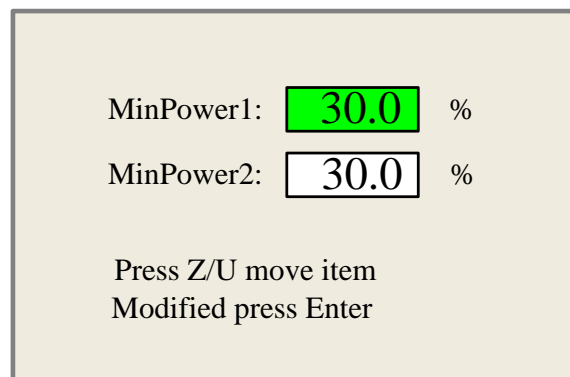 MinPower1: 30.0 %
MinPower2: 30.0 %
Press Z/U move item
Modified press Enter